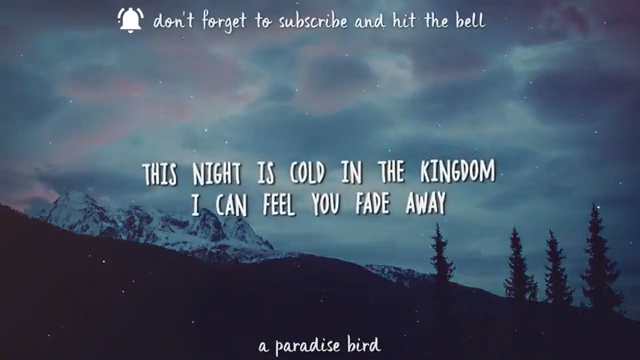 don't forget to subscribe and hit the bell
THIS NIGHT IS COLD IN THE KINGDOM
I CAN FEEL YOU FADE AWAY
a paradise bird